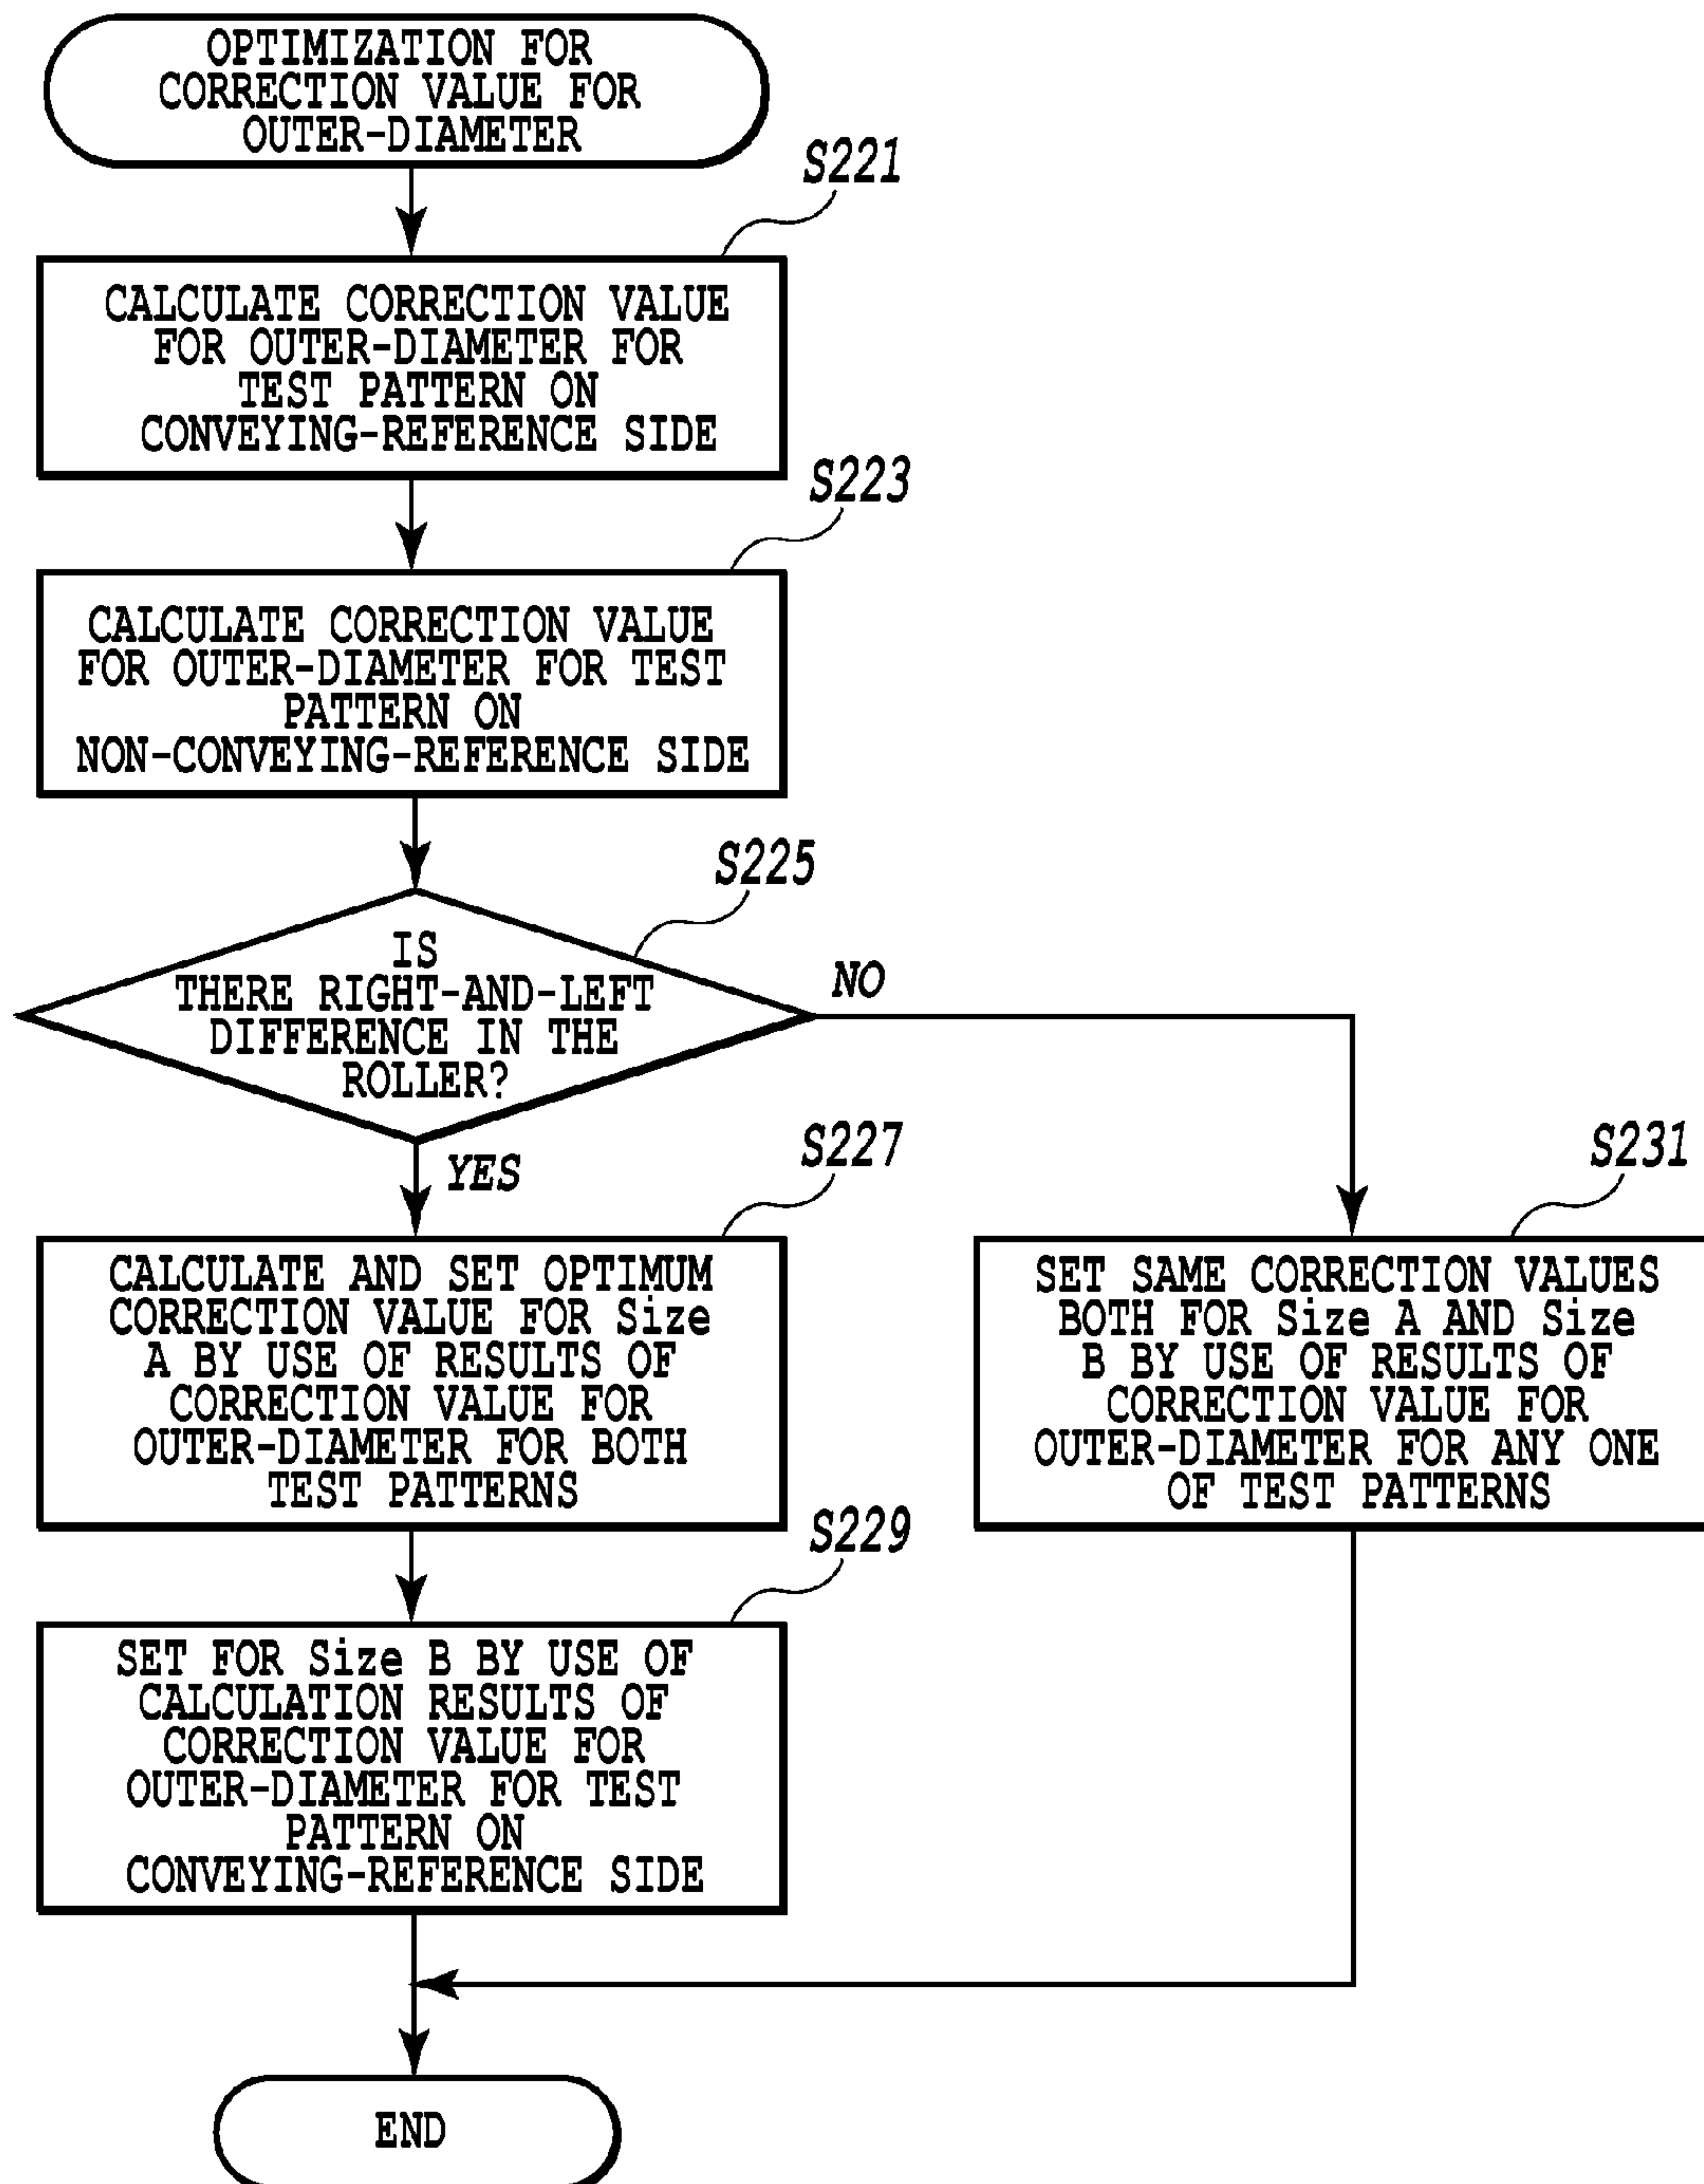 OPTIMIZATION FOR
CORRECTION VALUE FOR
OUTER-DIAMETER
S221
CALCULATE CORRECTION VALUE
FOR OUTER-DIAMETER FOR
TEST PATTERN ON
CONVEYING-REFERENCE SIDE
S223
CALCULATE CORRECTION VALUE
FOR OUTER-DIAMETER FOR TEST
PATTERN ON
NON-CONVEYING-REFERENCE SIDE
S225
IS
THERE RIGHT-AND-LEFT
DIFFERENCE IN THE
ROLLER?
NO
YES
S227
CALCULATE AND SET OPTIMUM
CORRECTION VALUE FOR Size
A BY USE OF RESULTS OF
CORRECTION VALUE FOR
OUTER-DIAMETER FOR BOTH
TEST PATTERNS
S231
SET SAME CORRECTION VALUES
BOTH FOR Size A AND Size
B BY USE OF RESULTS OF
CORRECTION VALUE FOR
OUTER-DIAMETER FOR ANY ONE
OF TEST PATTERNS
S229
SET FOR Size B BY USE OF
CALCULATION RESULTS OF
CORRECTION VALUE FOR
OUTER-DIAMETER FOR TEST
PATTERN ON
CONVEYING-REFERENCE SIDE
END